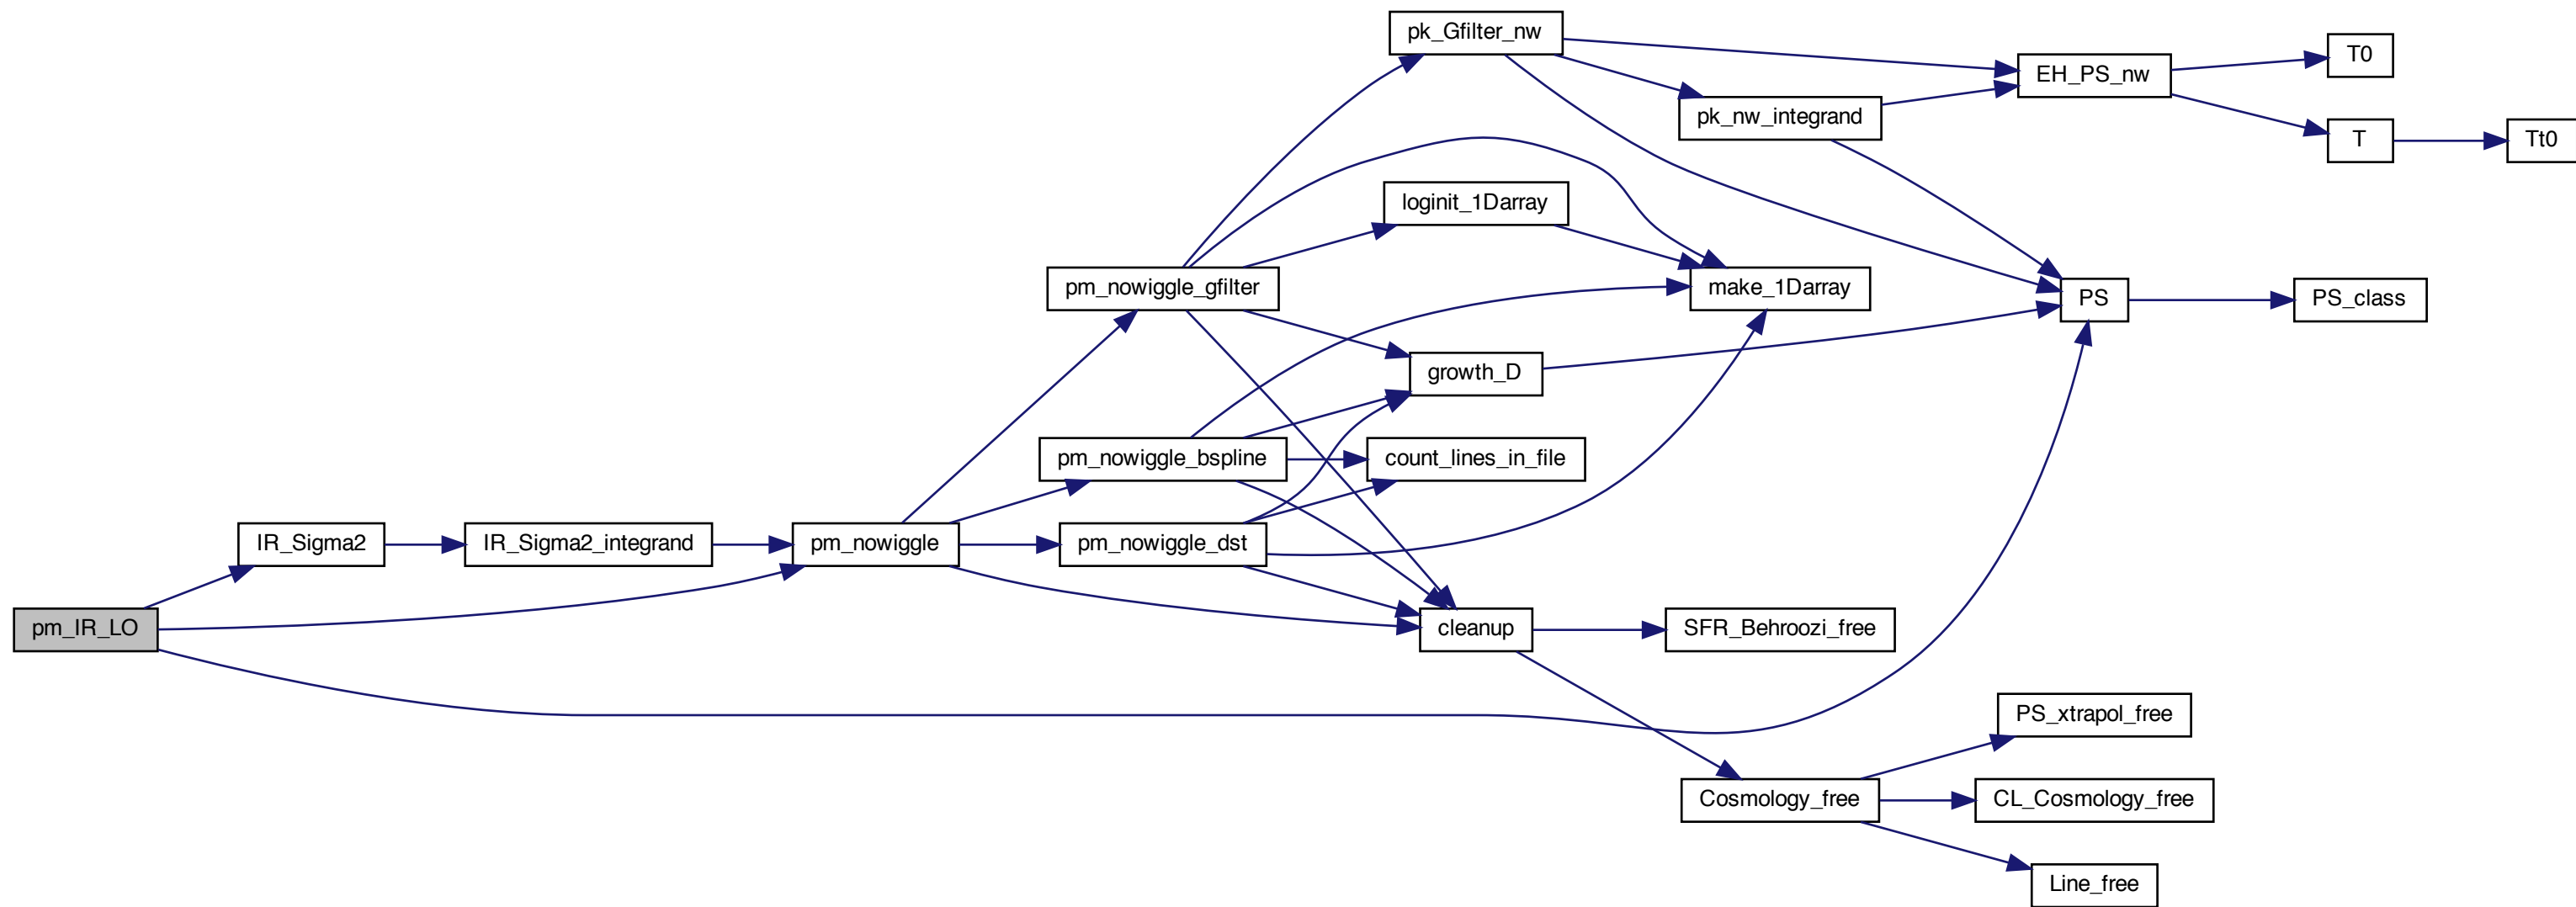 pk_Gfilter_nw
T0
EH_PS_nw
pk_nw_integrand
T
Tt0
loginit_1Darray
pm_nowiggle_gfilter
make_1Darray
PS
PS_class
growth_D
pm_nowiggle_bspline
count_lines_in_file
IR_Sigma2
IR_Sigma2_integrand
pm_nowiggle
pm_nowiggle_dst
pm_IR_LO
cleanup
SFR_Behroozi_free
PS_xtrapol_free
Cosmology_free
CL_Cosmology_free
Line_free